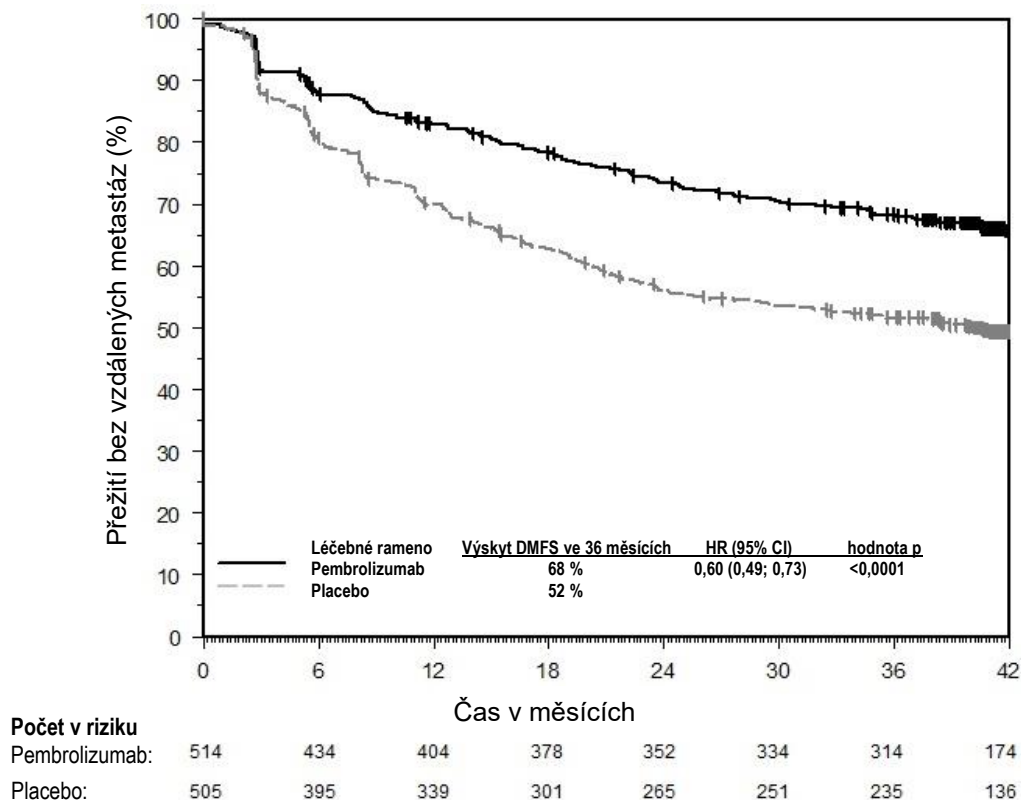 Přežití bez vzdálených metastáz (%)
100
90
80
70
60
50
40
30
20
10
0
Léčebné rameno Výskyt DMFS ve 36 měsících HR (95% CI) hodnota p
Pembrolizumab 68 % 0,60 (0,49; 0,73) <0,0001
Placebo 52 %
0 6 12 18 24 30 36 42
Čas v měsících
Počet v riziku
Pembrolizumab: 514 434 404 378 352 334 314 174
Placebo: 505 395 339 301 265 251 235 136